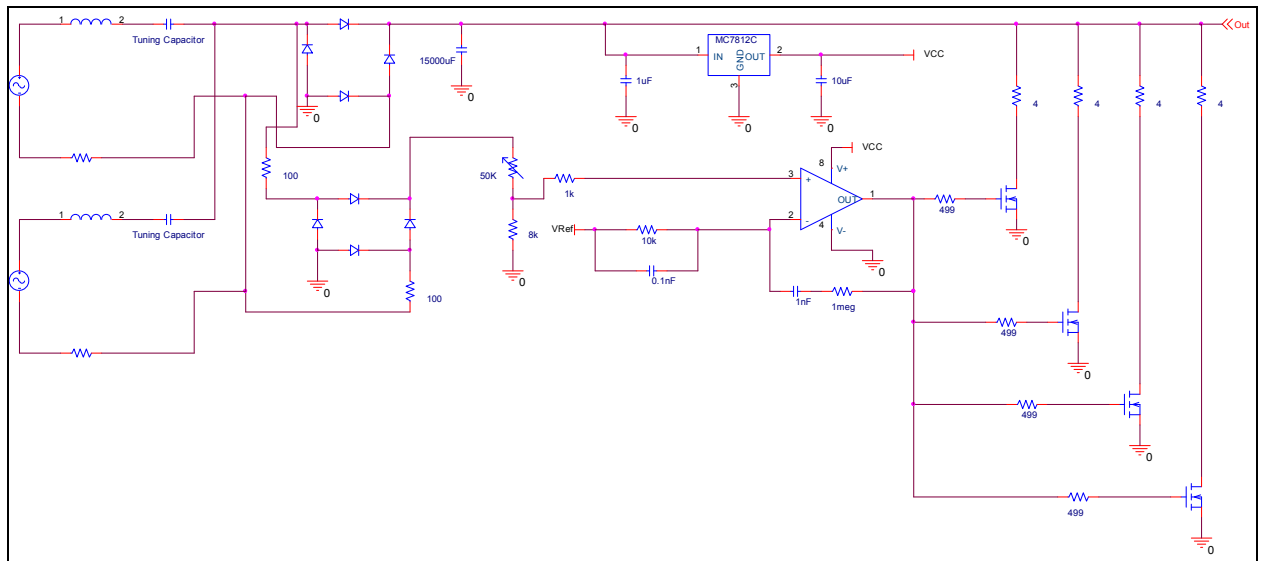 1 2
Tuning Capacitor
15000uF
0
0
1uF
0
MC7812C
1 IN OUT 2
GND
3
0
10uF
0
VCC
Out
4 4 4 4
100
50K
8k
0
1k
VCC
8
V+
3 +
OUT 1
2 -
V-
4
0
VRef
10k
0.1nF
1nF
1meg
499
0
1 2
Tuning Capacitor
0
100
499
0
499
0
499
0